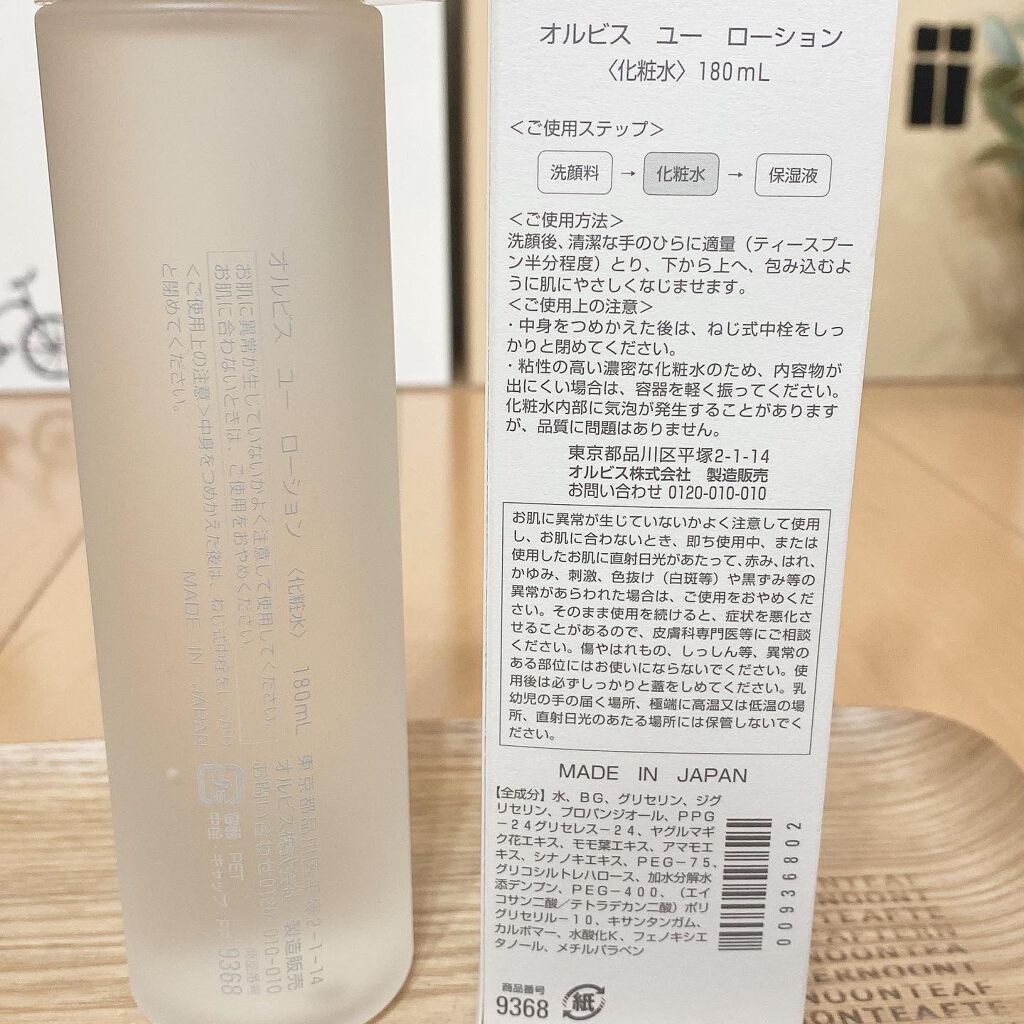 オルビス ユー ローション
〈化粧水〉180mL
＜ご使用ステップ＞
洗顔料 → 化粧水 → 保湿液
＜ご使用方法＞
洗顔後、清潔な手のひらに適量（ティースプー
ン半分程度）とり、下から上へ、包み込むよ
うに肌にやさしくなじませます。
＜ご使用上の注意＞
・中身をつめかえた後は、ねじ式中栓をしっ
かりと閉めてください。
・粘性の高い濃密な化粧水のため、内容物が
出にくい場合は、容器を軽く振ってください。
化粧水内部に気泡が発生することがあります
が、品質に問題はありません。
東京都品川区平塚2-1-14
オルビス株式会社 製造販売
お問い合わせ 0120-010-010
お肌に異常が生じていないかよく注意して使用
し、お肌に合わないとき、即ち使用中、または
使用したお肌に直射日光があたって、赤み、はれ、
かゆみ、刺激、色抜け（白斑等）や黒ずみ等の
異常があらわれた場合は、ご使用をおやめくだ
さい。そのまま使用を続けると、症状を悪化さ
せることがあるので、皮膚科専門医等にご相談
ください。傷やはれもの、しっしん等、異常の
ある部位にはお使いにならないでください。使
用後は必ずしっかりと蓋をしめてください。乳
幼児の手の届く場所、極端に高温又は低温の場
所、直射日光のあたる場所には保管しないでく
ださい。
MADE IN JAPAN
【全成分】水、BG、グリセリン、ジグ
リセリン、プロパンジオール、PPG
－24グリセレス－24、ヤグルマギ
ク花エキス、モモ葉エキス、アマモエ
キス、シナノキエキス、PEG－75、
グリコシルトレハロース、加水分解水
添デンプン、PEG－400、（エイ
コサン二酸／テトラデカン二酸）ポリ
グリセリル－10、キサンタンガム、
カルボマー、水酸化K、フェノキシエ
タノール、メチルパラベン
00936802
商品番号
9368
紙
オルビス ユー ローション 〈化粧水〉 180mL
お肌に異常が生じていないかよく注意して使用してください。
お肌に合わないときは、ご使用をおやめください。
＜ご使用上の注意＞中身をつめかえた後は、ねじ式中栓をしっかり
と閉めてください。
MADE IN JAPAN
東京都品川区平塚2-1-14
オルビス株式会社 製造販売
お問い合わせ0120-010-010
商品番号
9368